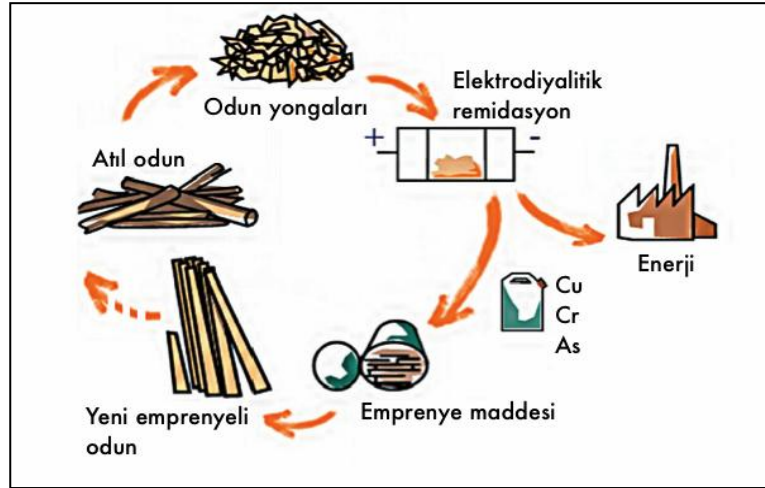 Odun yongaları
Elektrodiyalitik
remidasyon
+
-
Atıl odun
Enerji
Cu
Cr
As
Yeni emprenyeli
odun
Emprenye maddesi